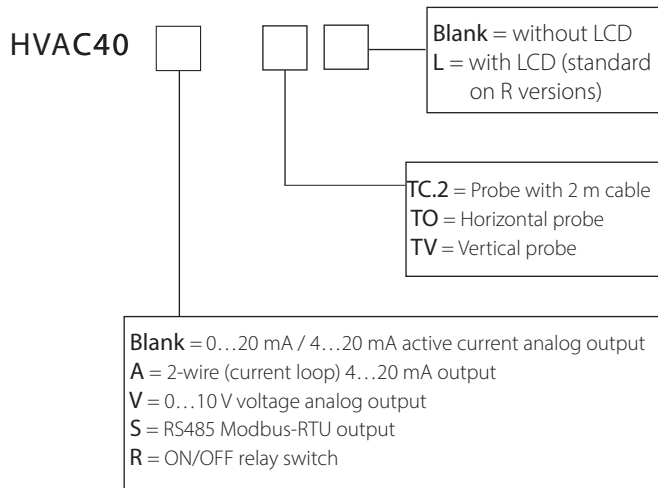 HVAC40
Blank = without LCD
L = with LCD (standard
on R versions)
TC.2 = Probe with 2 m cable
TO = Horizontal probe
TV = Vertical probe
Blank = 0…20 mA / 4…20 mA active current analog output
A = 2-wire (current loop) 4…20 mA output
V = 0…10 V voltage analog output
S = RS485 Modbus-RTU output
R = ON/OFF relay switch